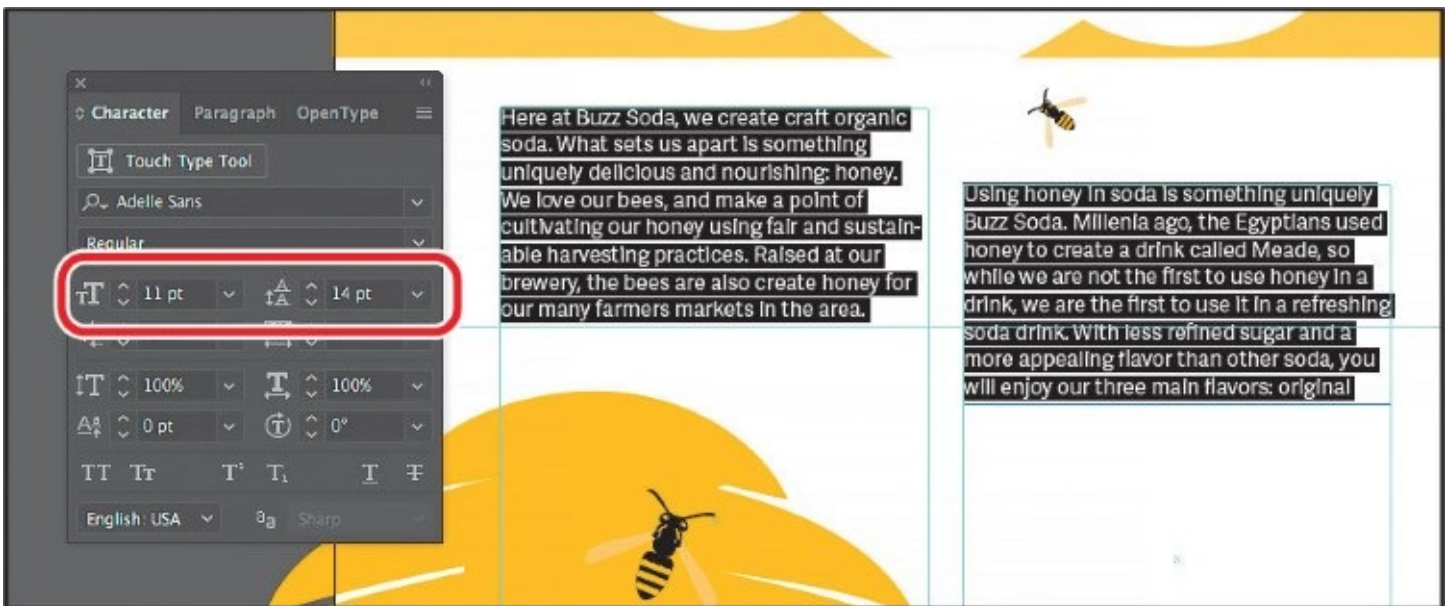 Character Paragraph OpenType
Touch Type Tool
Adelle Sans
Regular
11 pt 14 pt
100% 100%
0 pt 0°
English: USA Sharp
Here at Buzz Soda, we create craft organic
soda. What sets us apart is something
uniquely delicious and nourishing: honey.
We love our bees, and make a point of
cultivating our honey using fair and sustain-
able harvesting practices. Raised at our
brewery, the bees are also create honey for
our many farmers markets in the area.
Using honey in soda is something uniquely
Buzz Soda. Millenia ago, the Egyptians used
honey to create a drink called Meade, so
while we are not the first to use honey in a
drink, we are the first to use it in a refreshing
soda drink. With less refined sugar and a
more appealing flavor than other soda, you
will enjoy our three main flavors: original